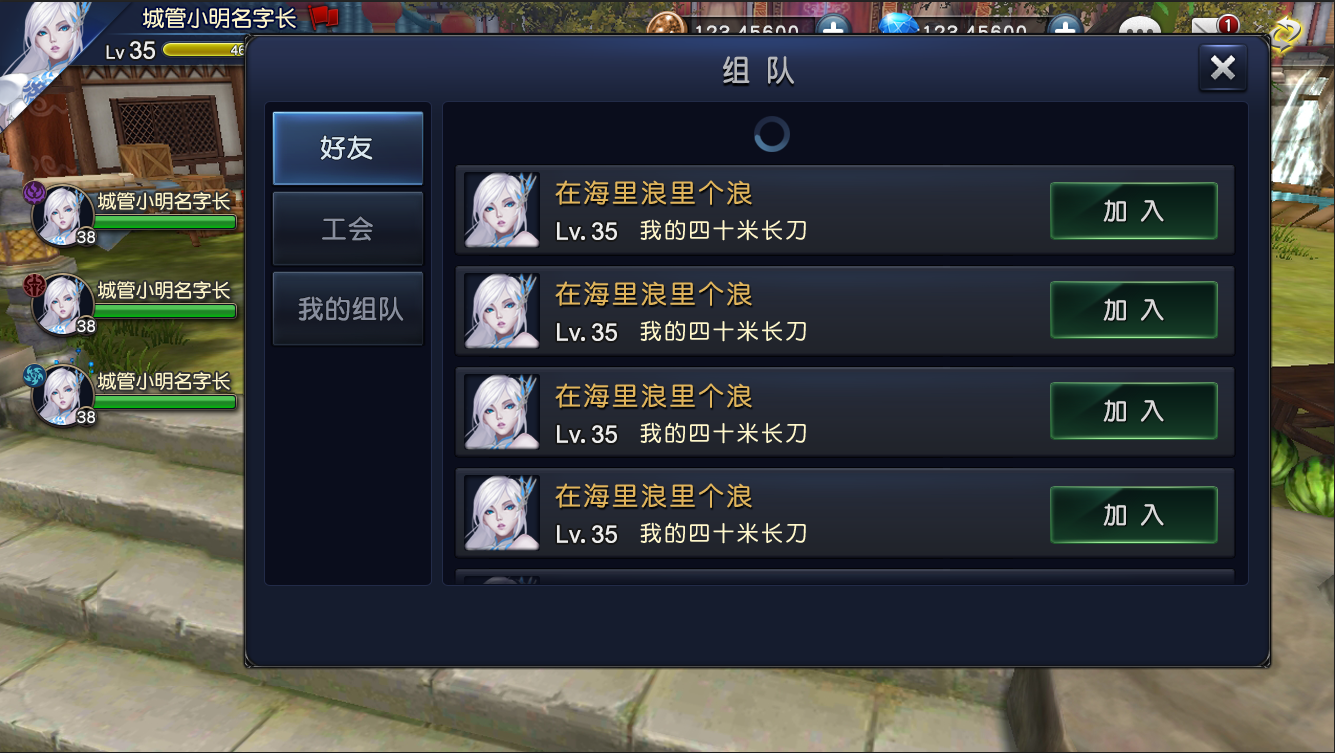 城管小明名字长
Lv 35
46
123,45600
123,45600
1
组 队
好友
工会
我的组队
城管小明名字长
38
城管小明名字长
38
城管小明名字长
38
在海里浪里个浪
Lv. 35 我的四十米长刀
加 入
在海里浪里个浪
Lv. 35 我的四十米长刀
加 入
在海里浪里个浪
Lv. 35 我的四十米长刀
加 入
在海里浪里个浪
Lv. 35 我的四十米长刀
加 入